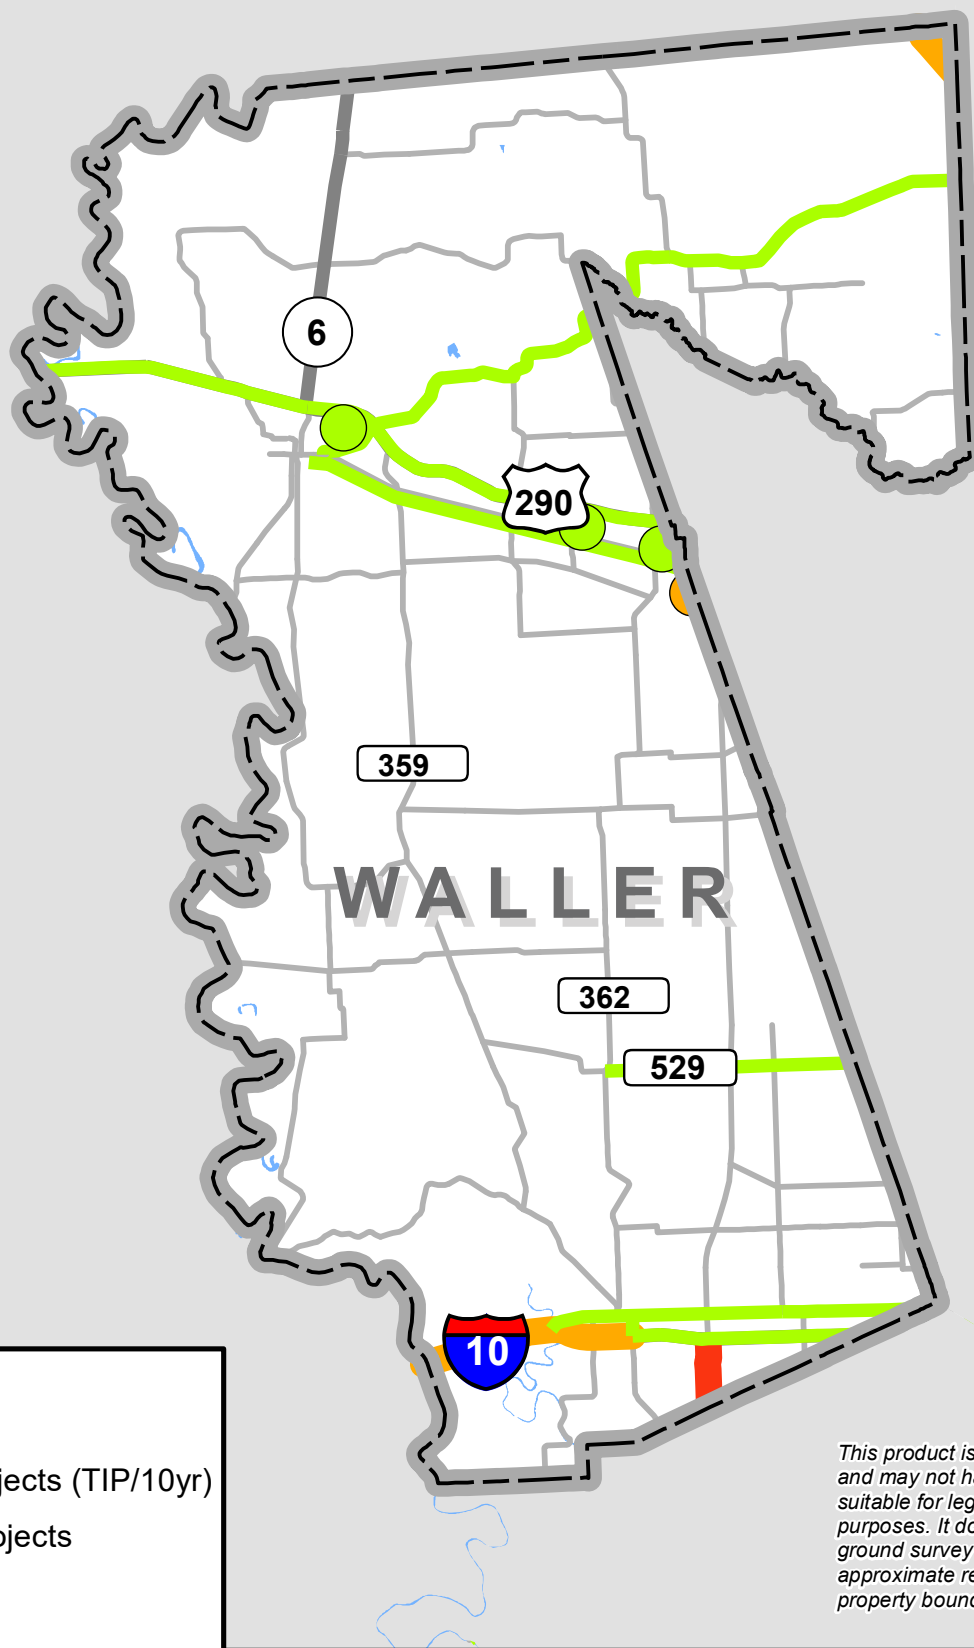 6
290
359
WALLER
362
529
10
jects (TIP/10yr)
jects
This product is
and may not h
suitable for leg
purposes. It do
ground survey
approximate re
property bound